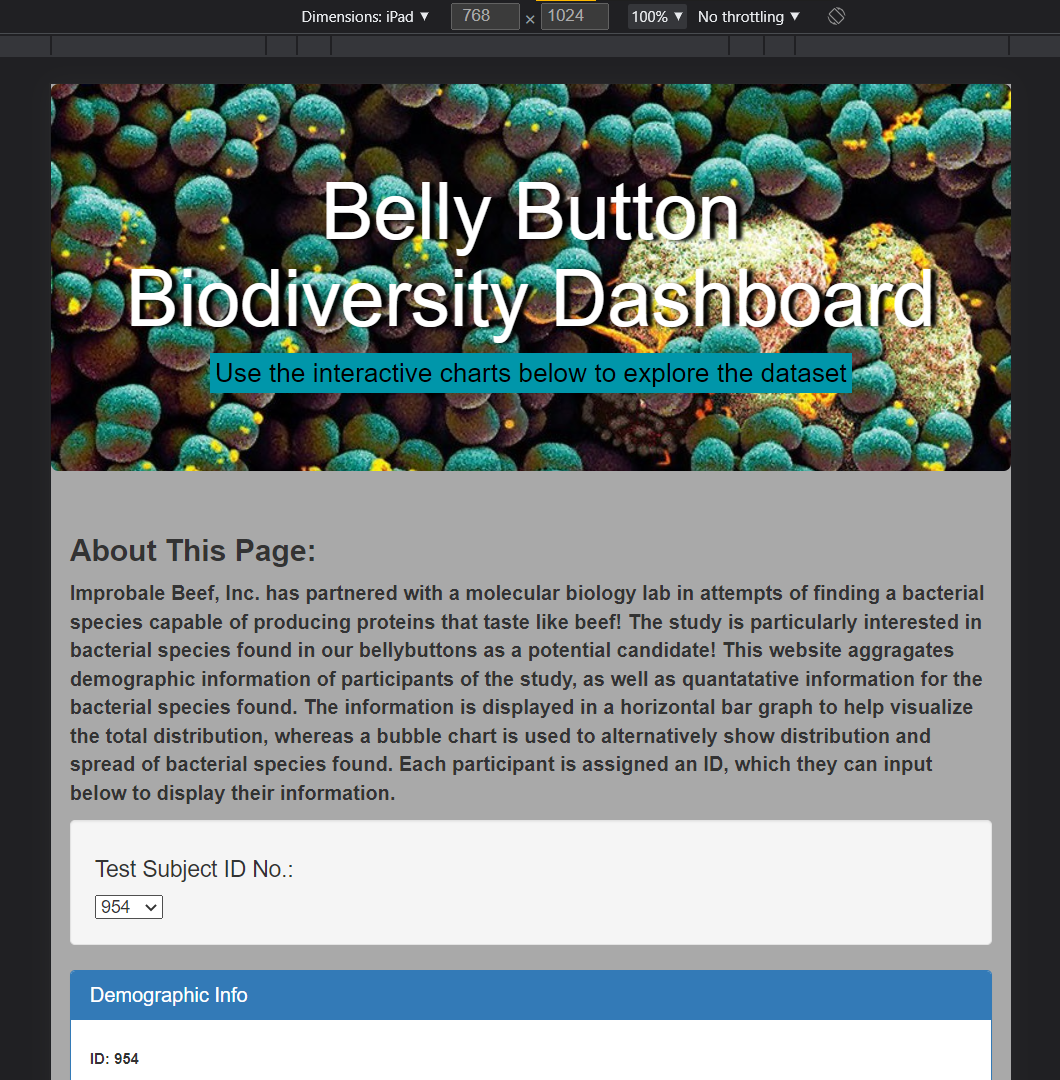 Dimensions: iPad ▼ 768 × 1024 100% ▼ No throttling ▼
Belly Button
Biodiversity Dashboard
Use the interactive charts below to explore the dataset
About This Page:
Improbale Beef, Inc. has partnered with a molecular biology lab in attempts of finding a bacterial
species capable of producing proteins that taste like beef! The study is particularly interested in
bacterial species found in our bellybuttons as a potential candidate! This website aggragates
demographic information of participants of the study, as well as quantatative information for the
bacterial species found. The information is displayed in a horizontal bar graph to help visualize
the total distribution, whereas a bubble chart is used to alternatively show distribution and
spread of bacterial species found. Each participant is assigned an ID, which they can input
below to display their information.
Test Subject ID No.:
954
Demographic Info
ID: 954